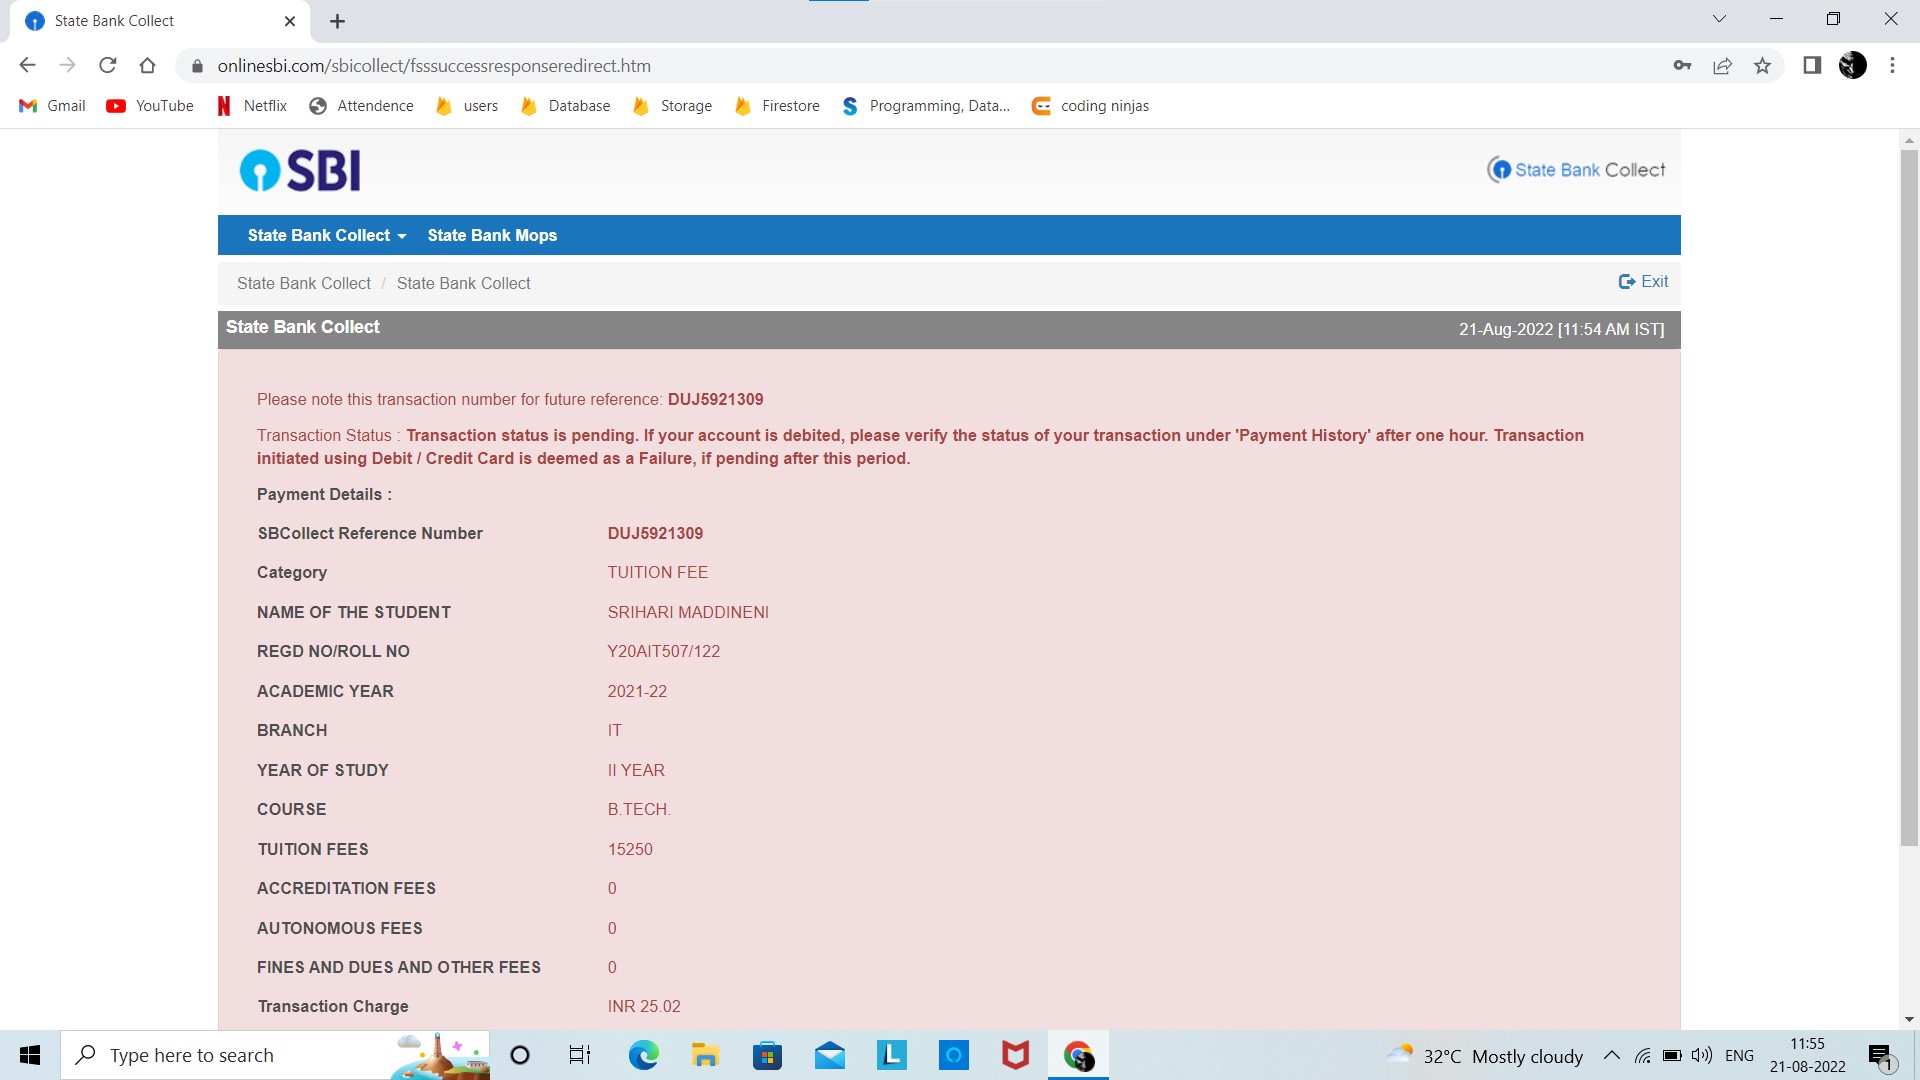 State Bank Collect
onlinesbi.com/sbicollect/fsssuccessresponseredirect.htm
Gmail YouTube Netflix Attendence users Database Storage Firestore Programming, Data... coding ninjas
SBI State Bank Collect
State Bank Collect State Bank Mops
State Bank Collect / State Bank Collect Exit
State Bank Collect 21-Aug-2022 [11:54 AM IST]
Please note this transaction number for future reference: DUJ5921309
Transaction Status : Transaction status is pending. If your account is debited, please verify the status of your transaction under 'Payment History' after one hour. Transaction
initiated using Debit / Credit Card is deemed as a Failure, if pending after this period.
Payment Details :
SBCollect Reference Number DUJ5921309
Category TUITION FEE
NAME OF THE STUDENT SRIHARI MADDINENI
REGD NO/ROLL NO Y20AIT507/122
ACADEMIC YEAR 2021-22
BRANCH IT
YEAR OF STUDY II YEAR
COURSE B.TECH.
TUITION FEES 15250
ACCREDITATION FEES 0
AUTONOMOUS FEES 0
FINES AND DUES AND OTHER FEES 0
Transaction Charge INR 25.02
Type here to search 32°C Mostly cloudy ENG 11:55
21-08-2022 1